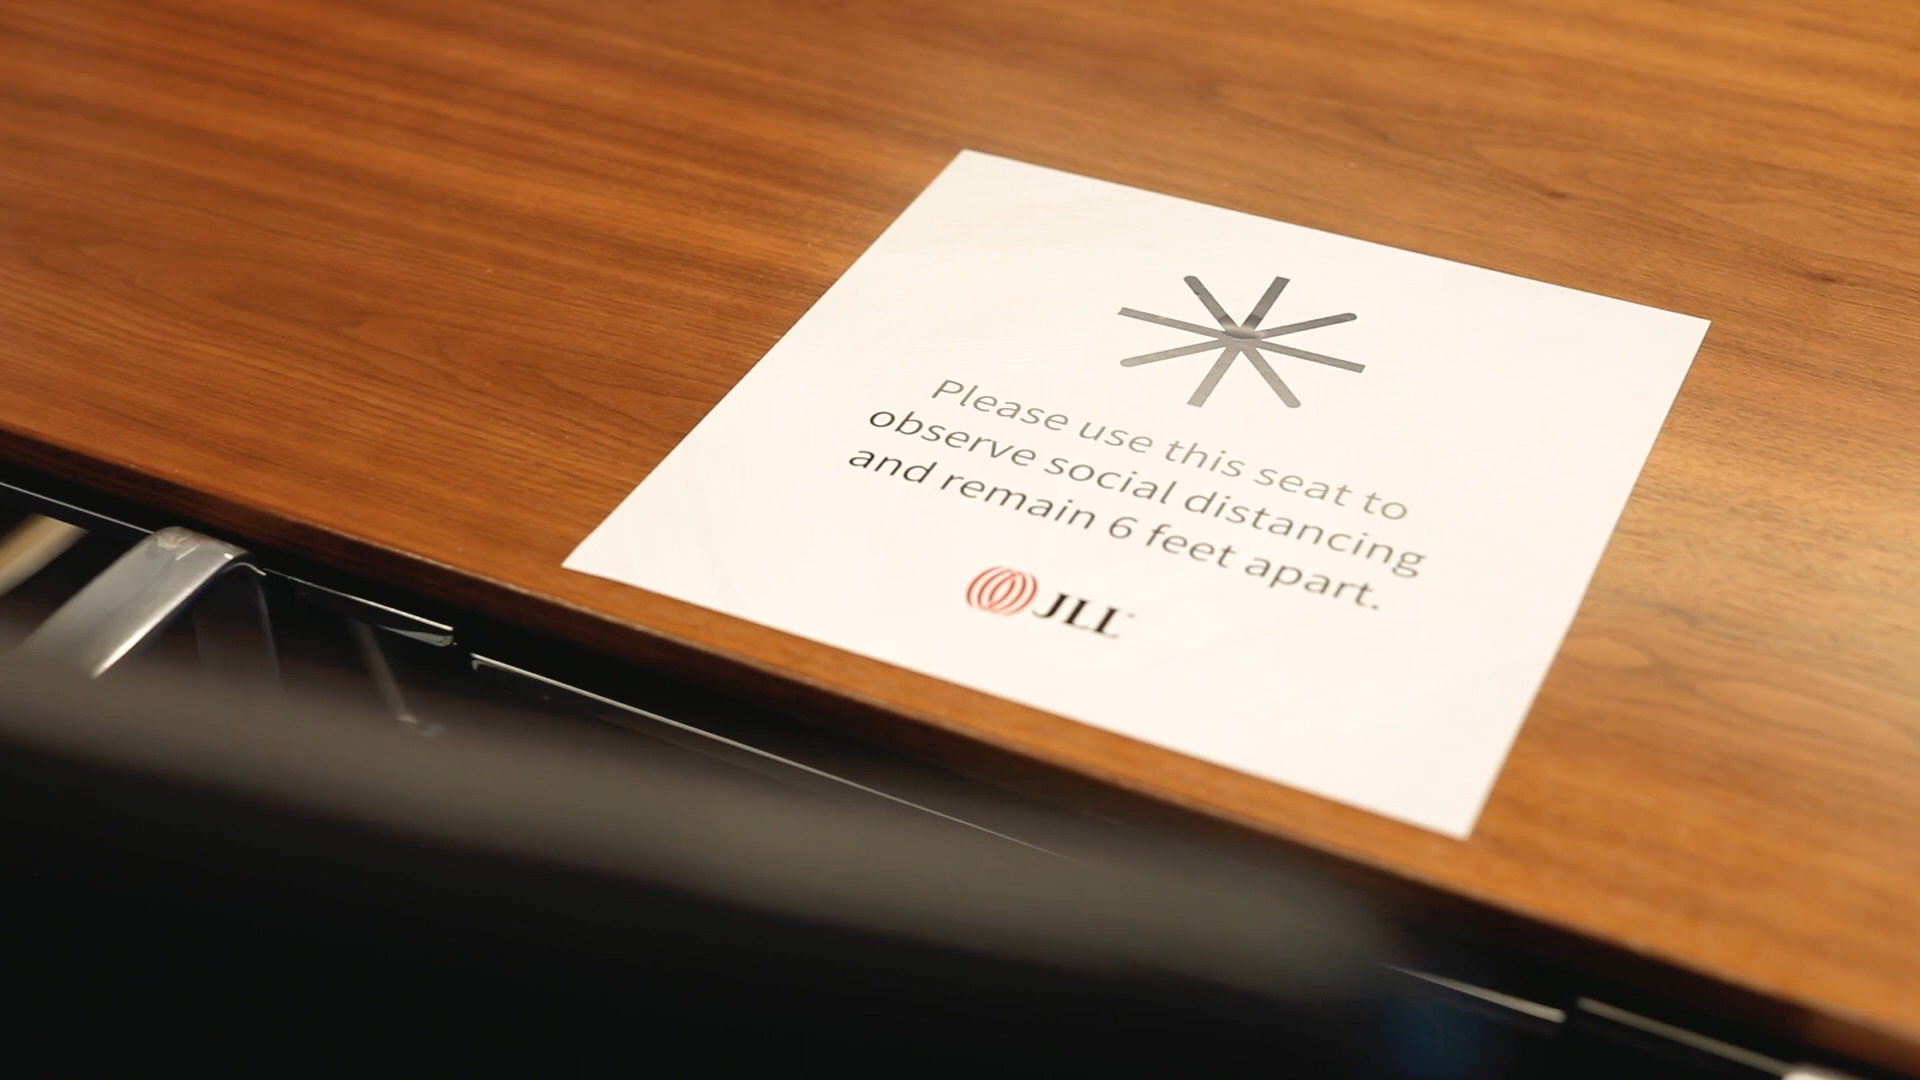 Please use this seat to
observe social distancing
and remain 6 feet apart.
JLL